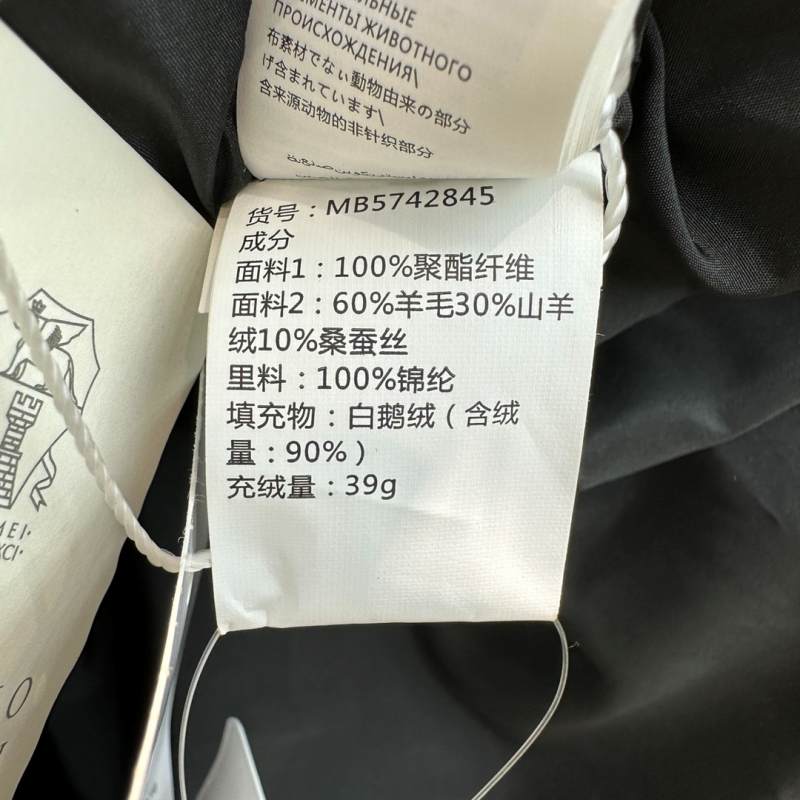 ЭЛЕМЕНТЫ ЖИВОТНОГО
ПРОИСХОЖДЕНИЯ\
布素材でなぃ動物由来の部分
げ含まれています\
含来源动物的非针织部分
货号：MB5742845
成分
面料1：100%聚酯纤维
面料2：60%羊毛30%山羊
绒10%桑蚕丝
里料：100%锦纶
填充物：白鹅绒（含绒
量：90%）
充绒量：39g